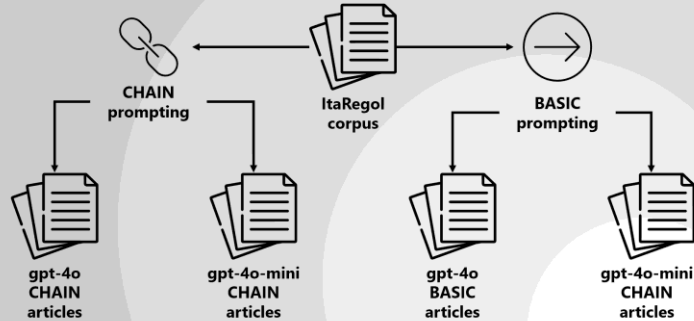 CHAIN
prompting
ItaRegol
corpus
BASIC
prompting
gpt-4o
CHAIN
articles
gpt-4o-mini
CHAIN
articles
gpt-4o
BASIC
articles
gpt-4o-mini
CHAIN
articles